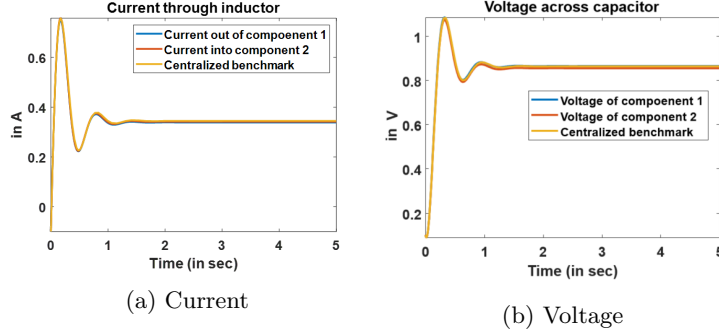 Current through inductor
Current out of compoenent 1
Current into component 2
Centralized benchmark
in A
0.6
0.4
0.2
0
0
1
2
3
4
5
Time (in sec)
(a) Current
Voltage across capacitor
Voltage of compoenent 1
Voltage of component 2
Centralized benchmark
in V
1
0.8
0.6
0.4
0.2
0
1
2
3
4
5
Time (in sec)
(b) Voltage